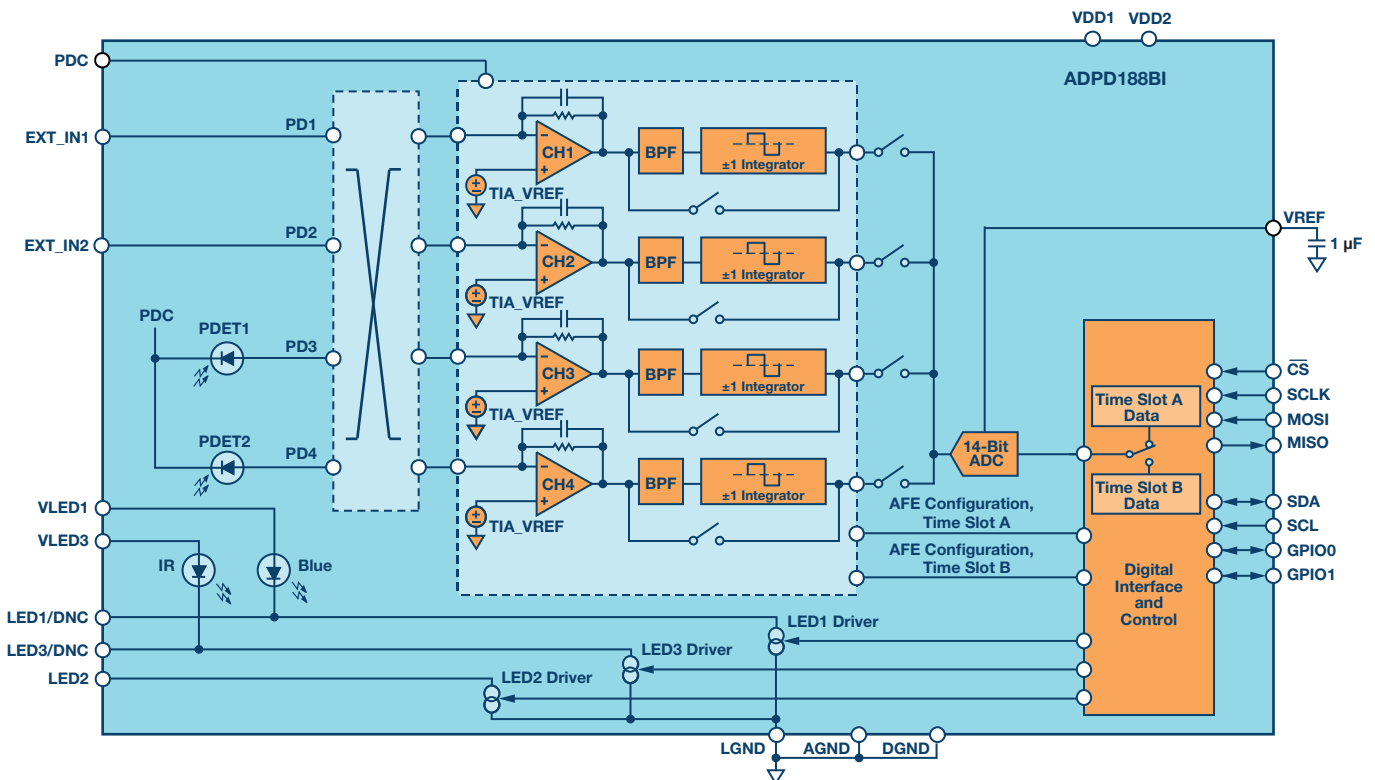 VDD1 VDD2
PDC
ADPD188BI
EXT_IN1
PD1
CH1
BPF
±1 Integrator
TIA_VREF
EXT_IN2
PD2
CH2
BPF
±1 Integrator
TIA_VREF
VREF
1 µF
PDC
PDET1
PD3
CH3
BPF
±1 Integrator
TIA_VREF
PDET2
PD4
CH4
BPF
±1 Integrator
TIA_VREF
14-Bit
ADC
Time Slot A
Data
Time Slot B
Data
CS
SCLK
MOSI
MISO
SDA
SCL
GPIO0
GPIO1
AFE Configuration,
Time Slot A
AFE Configuration,
Time Slot B
Digital
Interface
and
Control
VLED1
VLED3
IR
Blue
LED1/DNC
LED3/DNC
LED2
LED1 Driver
LED3 Driver
LED2 Driver
LGND
AGND
DGND